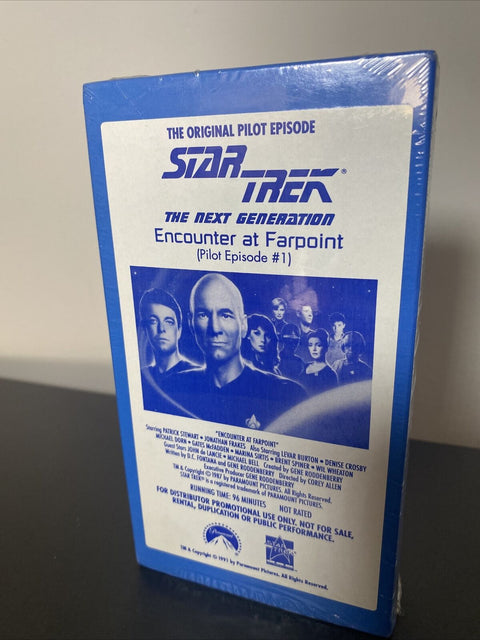 THE ORIGINAL PILOT EPISODE
STAR TREK®
THE NEXT GENERATION
Encounter at Farpoint
(Pilot Episode #1)
"ENCOUNTER AT FARPOINT"
Starring PATRICK STEWART • JONATHAN FRAKES Also Starring LEVAR BURTON • DENISE CROSBY
MICHAEL DORN • GATES McFADDEN • MARINA SIRTIS • BRENT SPINER • WIL WHEATON
Guest Stars JOHN de LANCIE • MICHAEL BELL Created by GENE RODDENBERRY
Written by D.C. FONTANA and GENE RODDENBERRY Directed by COREY ALLEN
Executive Producer GENE RODDENBERRY
TM & Copyright © 1987 by PARAMOUNT PICTURES. All Rights Reserved.
STAR TREK® is a registered trademark of PARAMOUNT PICTURES.
RUNNING TIME: 96 MINUTES NOT RATED
FOR DISTRIBUTOR PROMOTIONAL USE ONLY. NOT FOR SALE,
RENTAL, DUPLICATION OR PUBLIC PERFORMANCE.
Paramount
STAR TREK
TM & Copyright © 1991 by Paramount Pictures. All Rights Reserved.